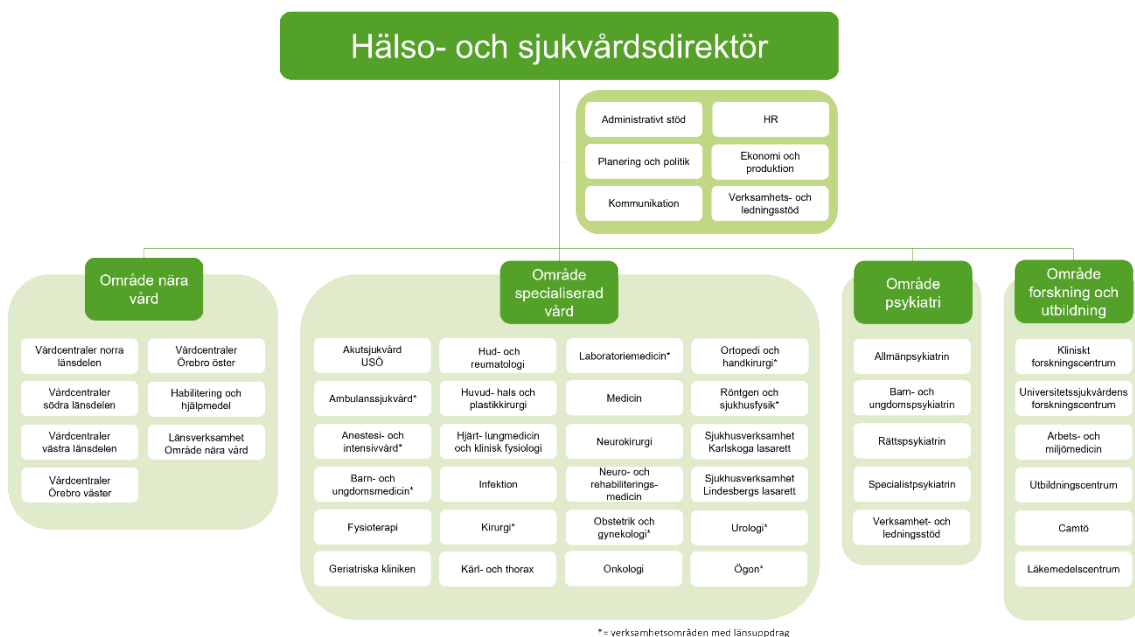 Hälso- och sjukvårdsdirektör
Administrativt stöd
HR
Planering och politik
Ekonomi och
produktion
Kommunikation
Verksamhets- och
ledningsstöd
Område nära
vård
Vårdcentraler norra
länsdelen
Vårdcentraler
Örebro öster
Vårdcentraler
södra länsdelen
Habilitering och
hjälpmedel
Vårdcentraler
västra länsdelen
Länsverksamhet
Område nära vård
Vårdcentraler
Örebro väster
Område
specialiserad
vård
Akutsjukvård
USÖ
Hud- och
reumatologi
Laboratoriemedicin*
Ortopedi och
handkirurgi*
Ambulanssjukvård*
Huvud- hals och
plastikkirurgi
Medicin
Röntgen och
sjukhusfysik*
Anestesi- och
intensivvård*
Hjärt- lungmedicin
och klinisk fysiologi
Neurokirurgi
Sjukhusverksamhet
Karlskoga lasarett
Barn- och
ungdomsmedicin*
Infektion
Neuro- och
rehabiliterings-
medicin
Sjukhusverksamhet
Lindesbergs lasarett
Fysioterapi
Kirurgi*
Obstetrik och
gynekologi*
Urologi*
Geriatriska kliniken
Kärl- och thorax
Onkologi
Ögon*
Område
psykiatri
Allmänpsykiatrin
Barn- och
ungdomspsykiatrin
Rättspsykiatrin
Specialistpsykiatrin
Verksamhet- och
ledningsstöd
Område
forskning och
utbildning
Kliniskt
forskningscentrum
Universitetssjukvårdens
forskningscentrum
Arbets- och
miljömedicin
Utbildningscentrum
Camtö
Läkemedelscentrum
*= verksamhetsområden med länsuppdrag